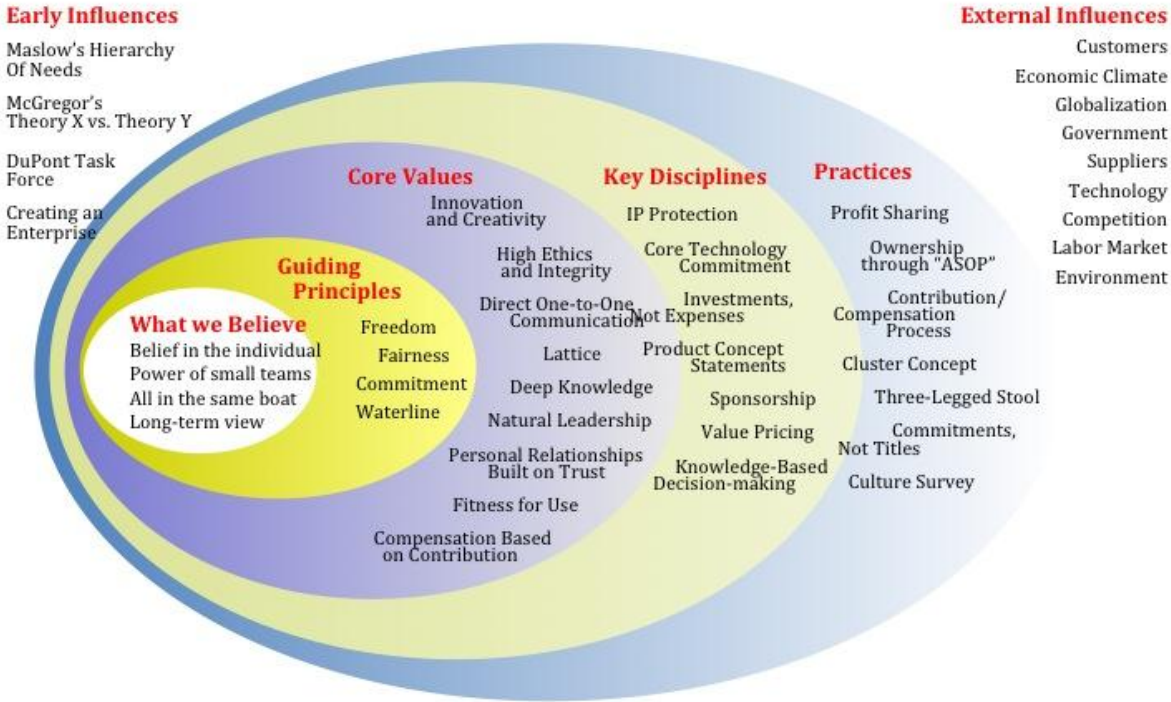 Early Influences
Maslow's Hierarchy
Of Needs
McGregor's
Theory X vs. Theory Y
DuPont Task
Force
Creating an
Enterprise
What we Believe
Belief in the individual
Power of small teams
All in the same boat
Long-term view
Guiding
Principles
Freedom
Fairness
Commitment
Waterline
Core Values
Innovation
and Creativity
High Ethics
and Integrity
Direct One-to-One
Communication
Lattice
Deep Knowledge
Natural Leadership
Personal Relationships
Built on Trust
Fitness for Use
Compensation Based
on Contribution
Key Disciplines
IP Protection
Core Technology
Commitment
Investments,
Not Expenses
Product Concept
Statements
Sponsorship
Value Pricing
Knowledge-Based
Decision-making
Practices
Profit Sharing
Ownership
through "ASOP"
Contribution/
Compensation
Process
Cluster Concept
Three-Legged Stool
Commitments,
Not Titles
Culture Survey
External Influences
Customers
Economic Climate
Globalization
Government
Suppliers
Technology
Competition
Labor Market
Environment